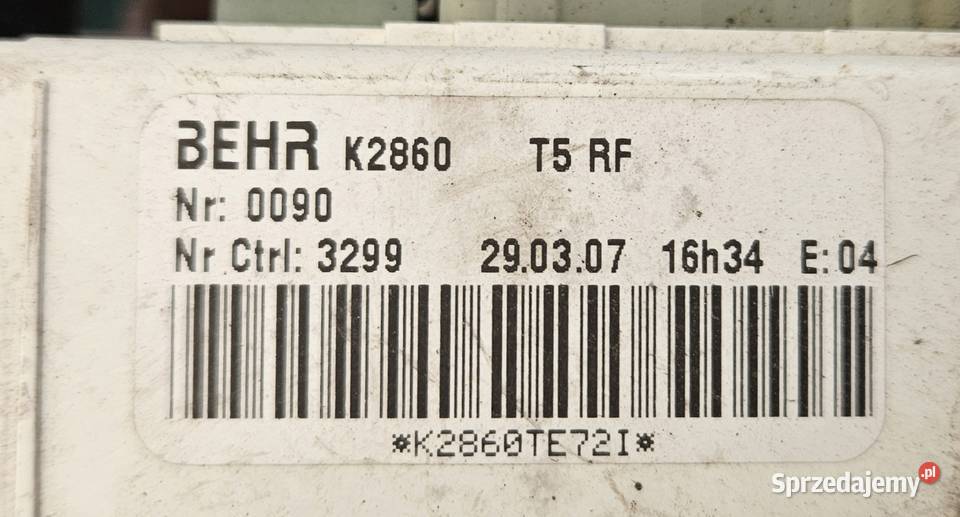 BEHR K2860 T5 RF
Nr: 0090
Nr Ctrl: 3299 29.03.07 16h34 E: 04
*K2860TE72I*
Sprzedajemy.pl